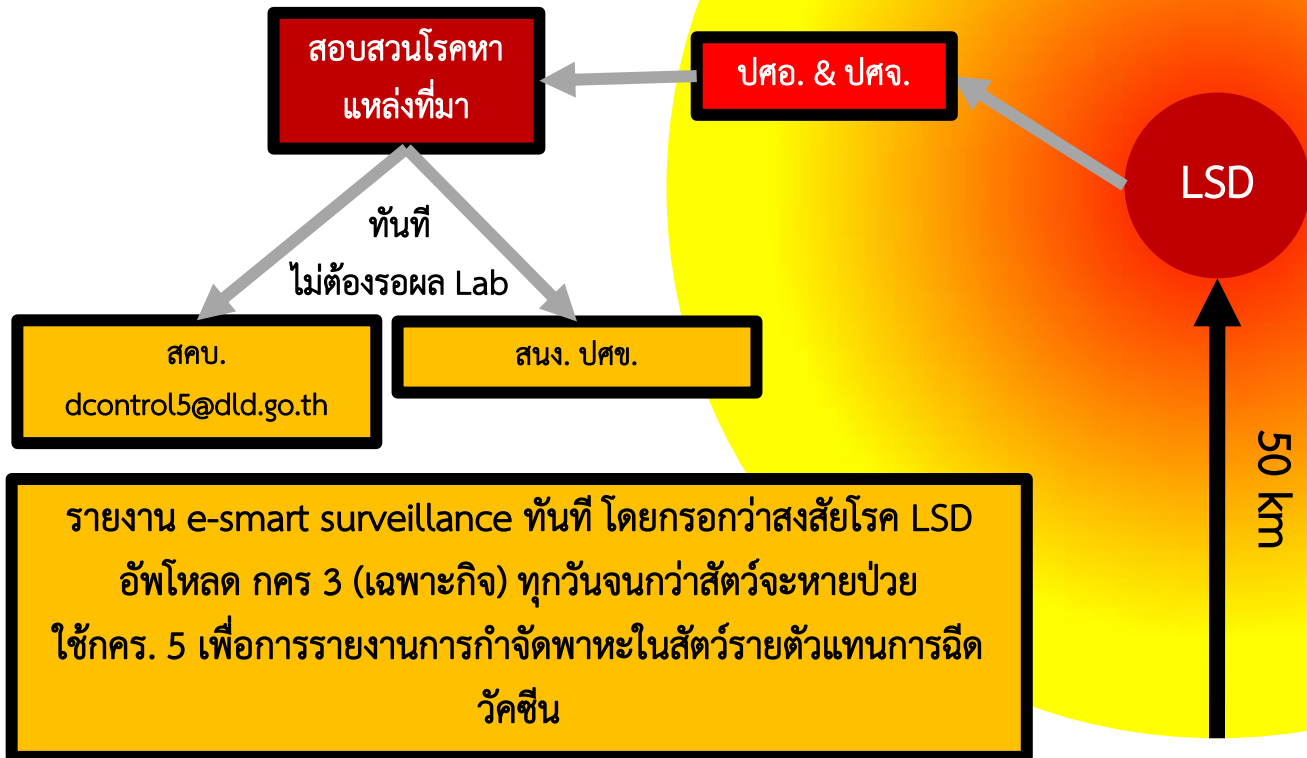 สอบสวนโรคหา
แหล่งที่มา
ปศอ. & ปศจ.
LSD
ทันที
ไม่ต้องรอผล Lab
สคบ.
dcontrol5@dld.go.th
สนง. ปศข.
50 km
รายงาน e-smart surveillance ทันที โดยกรอกว่าสงสัยโรค LSD
อัพโหลด กคร 3 (เฉพาะกิจ) ทุกวันจนกว่าสัตว์จะหายป่วย
ใช้กคร. 5 เพื่อการรายงานการกำจัดพาหะในสัตว์รายตัวแทนการฉีด
วัคซีน